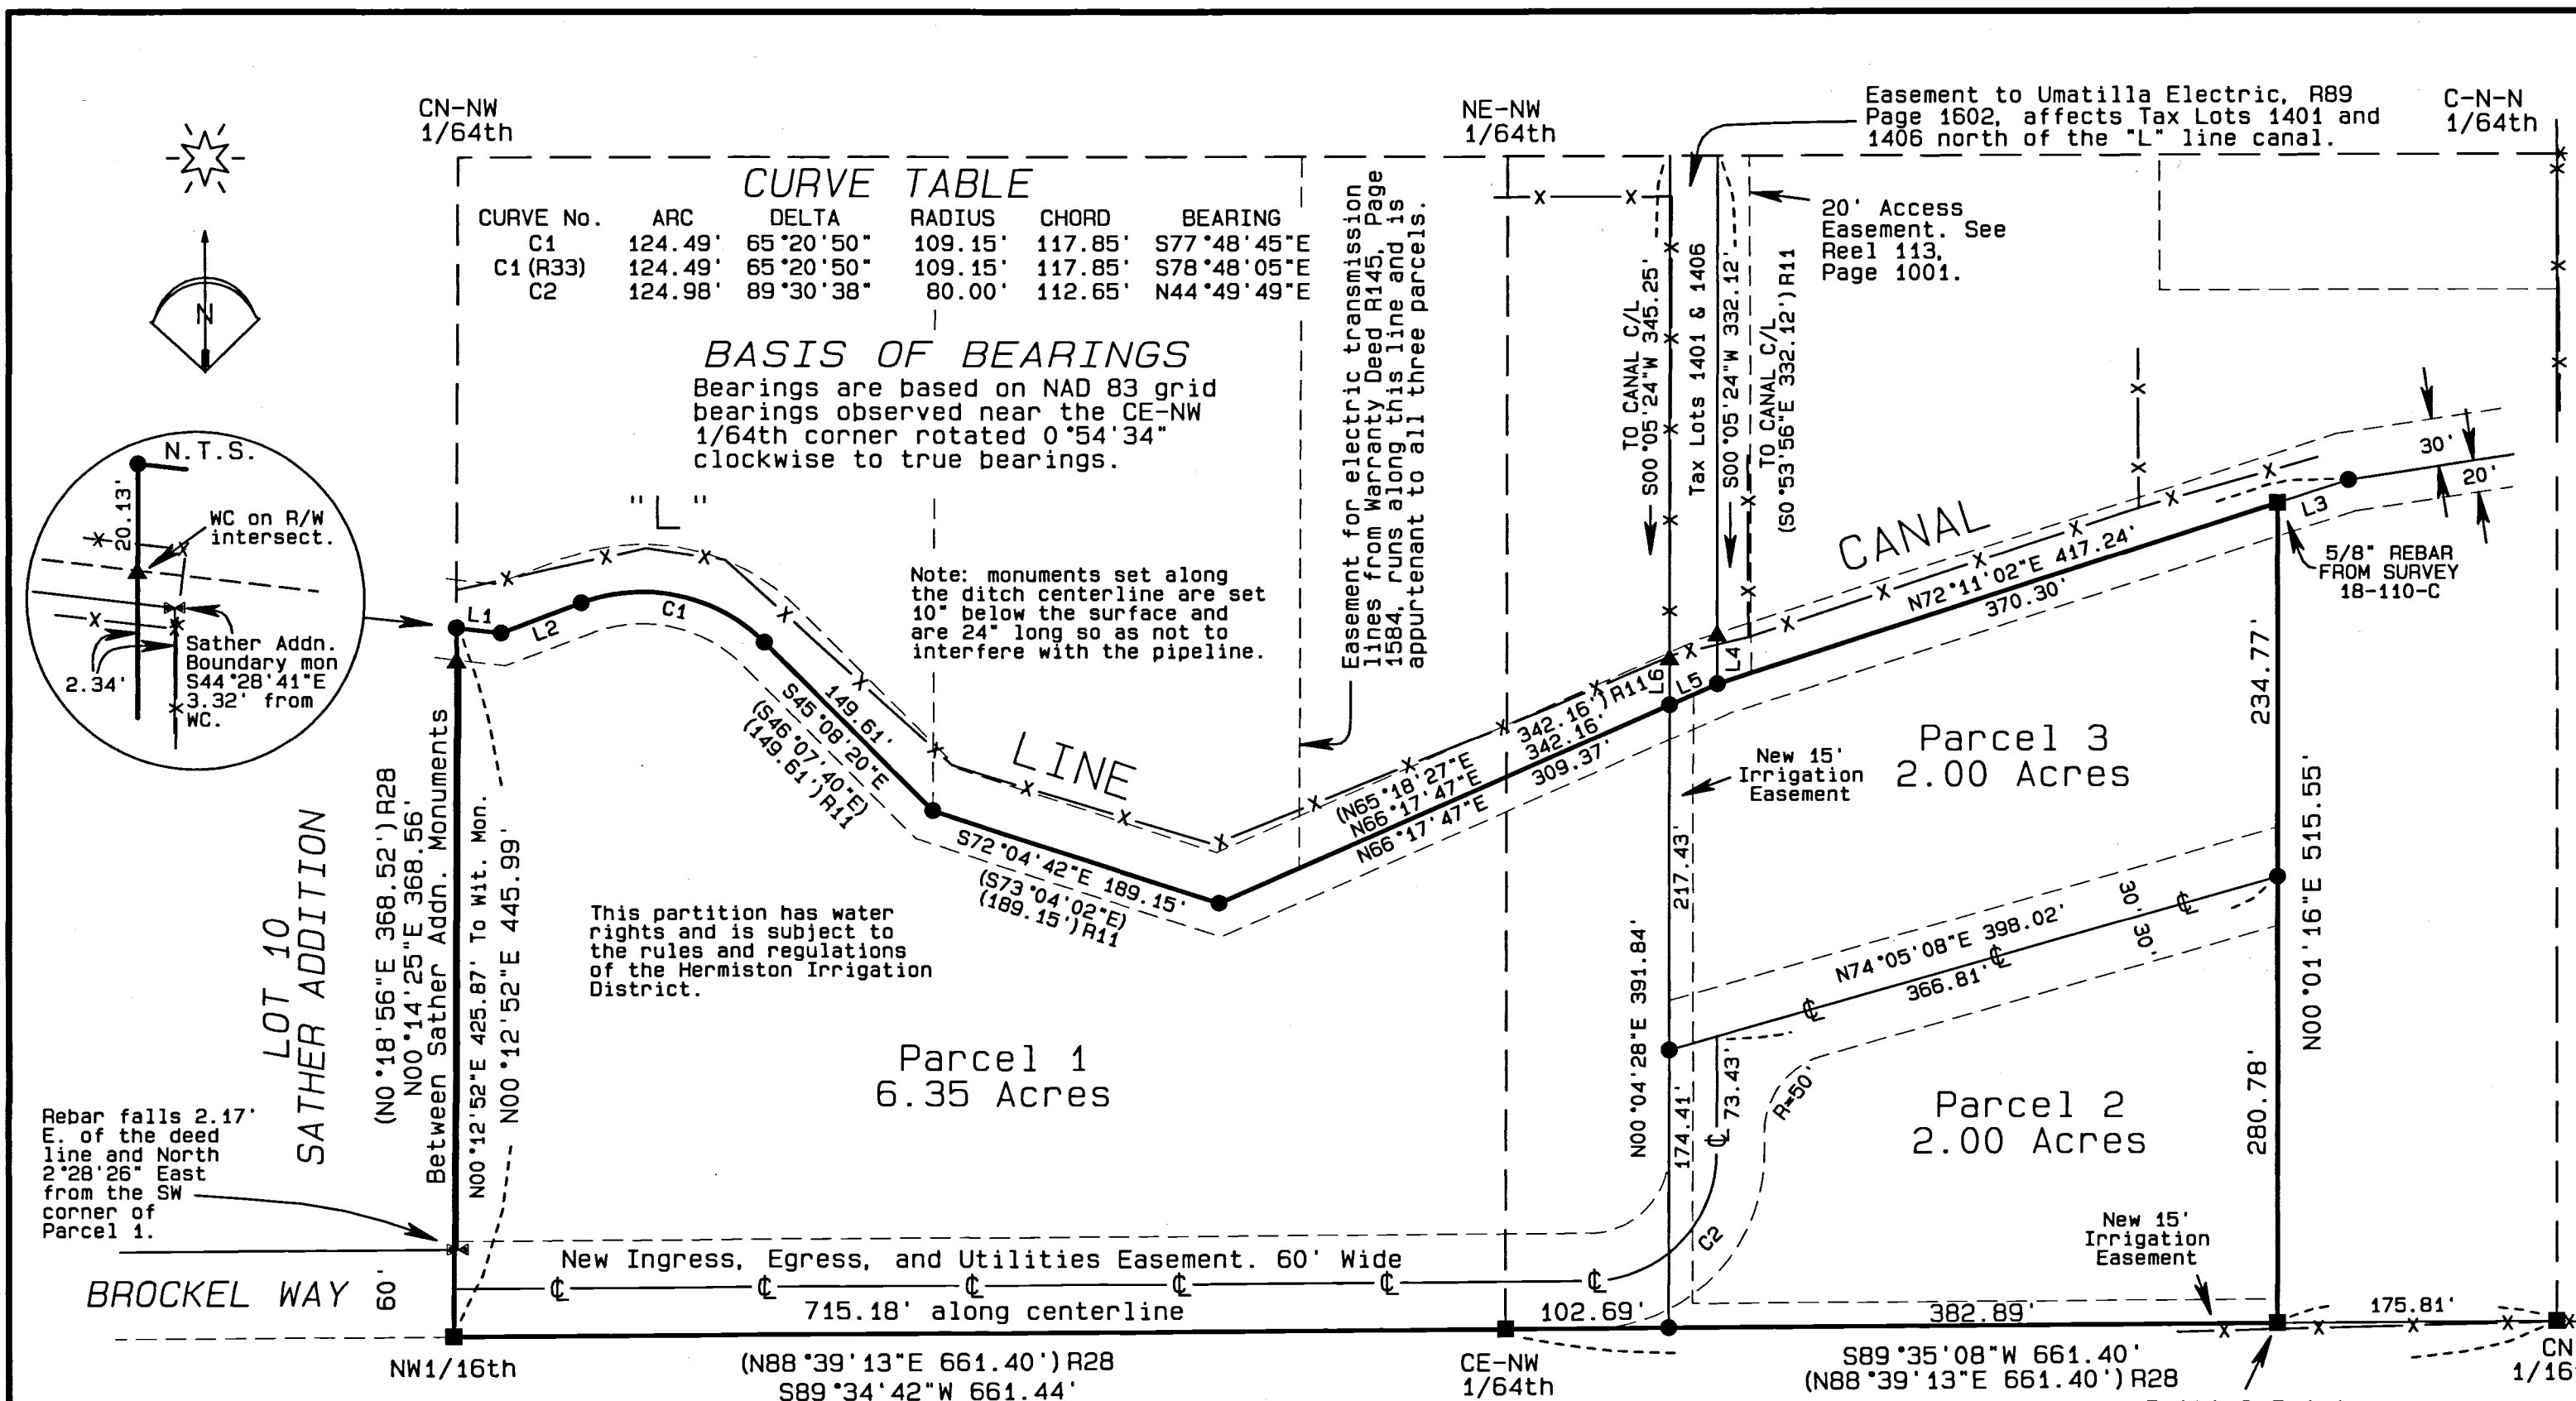 CN-NW
1/64th
NE-NW
1/64th
Easement to Umatilla Electric, R89
Page 1602, affects Tax Lots 1401 and
1406 north of the "L" line canal.
C-N-N
1/64th
CURVE TABLE
CURVE No. ARC DELTA RADIUS CHORD BEARING
C1 124.49' 65°20'50" 109.15' 117.85' S77°48'45"E
C1(R33) 124.49' 65°20'50" 109.15' 117.85' S78°48'05"E
C2 124.98' 89°30'38" 80.00' 112.65' N44°49'49"E
BASIS OF BEARINGS
Bearings are based on NAD 83 grid
bearings observed near the CE-NW
1/64th corner rotated 0°54'34"
clockwise to true bearings.
Easement for electric transmission
lines from Warranty Deed R145, Page
1584, runs along this line and is
appurtenant to all three parcels.
TO CANAL C/L
S00°05'24"W 345.25'
Tax Lots 1401 & 1406
S00°05'24"W 332.12'
TO CANAL C/L
(S0°53'56"E 332.12')R11
20' Access
Easement. See
Reel 113,
Page 1001.
N
N.T.S.
20.13'
WC on R/W
intersect.
Sather Addn.
Boundary mon
S44°28'41"E
3.32' from
WC.
2.34'
"L"
LINE
CANAL
L1
L2
C1
Note: monuments set along
the ditch centerline are set
10" below the surface and
are 24" long so as not to
interfere with the pipeline.
149.61'
S45°08'20"E
(S46°07'40"E)
(149.61')R11
S72°04'42"E 189.15'
(S73°04'02"E)
(189.15')R11
(N65°18'27"E 342.16')R11
N66°17'47"E 342.16'
N66°17'47"E 309.37'
L6
L5
L4
N72°11'02"E 417.24'
370.30'
L3
30'
20'
5/8" REBAR
FROM SURVEY
18-110-C
234.77'
N00°01'16"E 515.55'
280.78'
Parcel 3
2.00 Acres
New 15'
Irrigation
Easement
217.43'
N00°04'28"E 391.84'
174.41'
N74°05'08"E 398.02'
366.81'
30'
30'
73.43'
R=50'
C2
Parcel 2
2.00 Acres
This partition has water
rights and is subject to
the rules and regulations
of the Hermiston Irrigation
District.
Parcel 1
6.35 Acres
LOT 10
SATHER ADDITION
(N0°18'56"E 368.52')R28
N00°14'25"E 368.56'
Between Sather Addn. Monuments
N00°12'52"E 425.87' To Wit. Mon.
N00°12'52"E 445.99'
Rebar falls 2.17'
E. of the deed
line and North
2°28'26" East
from the SW
corner of
Parcel 1.
BROCKEL WAY
60'
New Ingress, Egress, and Utilities Easement. 60' Wide
715.18' along centerline
102.69'
382.89'
175.81'
New 15'
Irrigation
Easement
NW1/16th
(N88°39'13"E 661.40')R28
S89°34'42"W 661.44'
CE-NW
1/64th
S89°35'08"W 661.40'
(N88°39'13"E 661.40')R28
CN
1/16